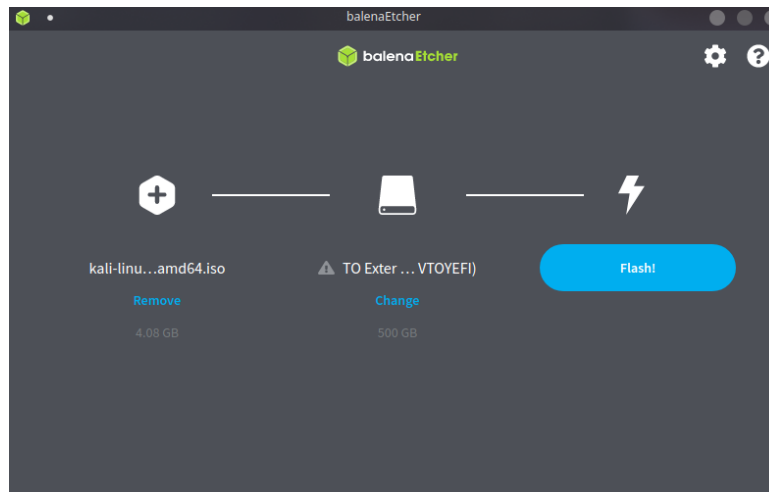 balenaEtcher
balenaEtcher
kali-linu...amd64.iso
TO Exter ... VTOYEFI)
Flash!
Remove
Change
4.08 GB
500 GB